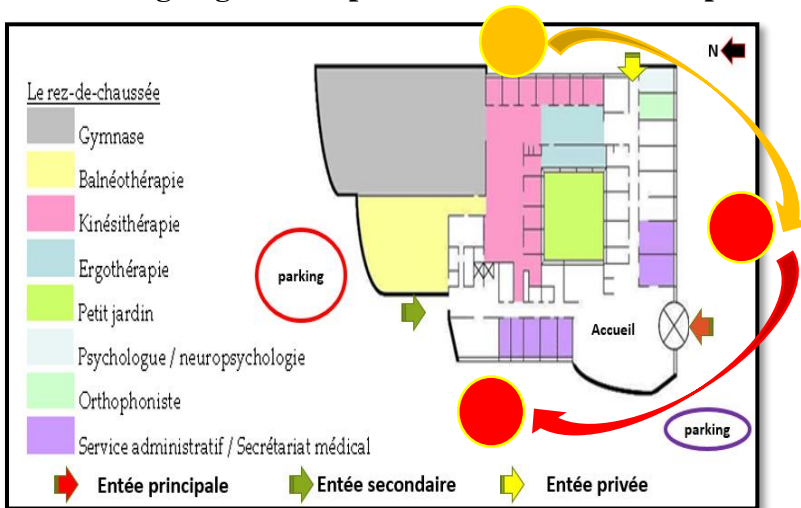 N
Le rez-de-chaussée
Gymnase
Balnéothérapie
Kinésithérapie
Ergothérapie
Petit jardin
Psychologue / neuropsychologie
Orthophoniste
Service administratif / Secrétariat médical
parking
Accueil
parking
Entée principale
Entée secondaire
Entée privée